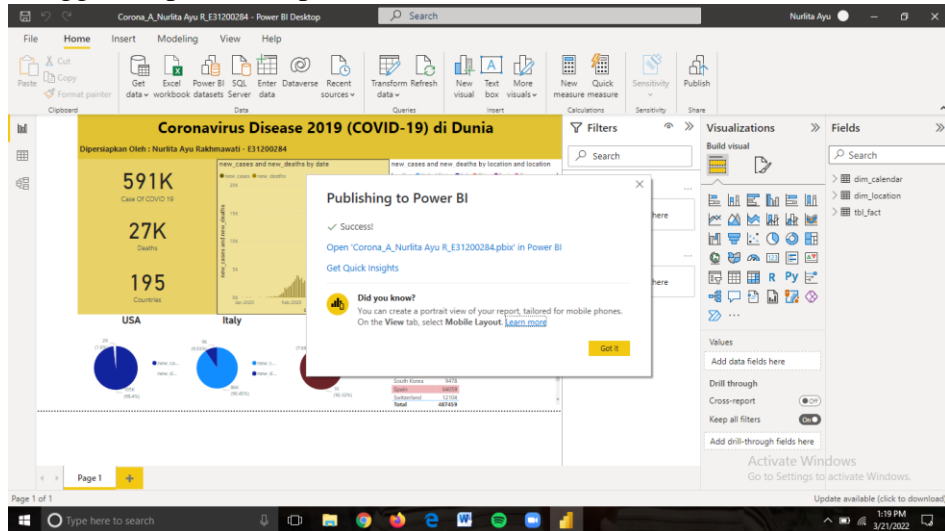 Corona_A_Nurlita Ayu R_E31200284 - Power BI Desktop
Search
Nurlita Ayu
File Home Insert Modeling View Help
Paste
Cut
Copy
Format painter
Clipboard
Get data
Excel workbook
Power BI datasets
SQL Server
Enter data
Dataverse
Recent sources
Data
Transform data
Refresh
Queries
New visual
Text box
More visuals
Insert
New measure
Quick measure
Calculations
Sensitivity
Sensitivity
Publish
Share
Coronavirus Disease 2019 (COVID-19) di Dunia
Dipersiapkan Oleh : Nurlita Ayu Rakhmawati - E31200284
591K
Case Of COVID 19
27K
Deaths
195
Countries
new_cases and new_deaths by date
new_cases new_deaths
new_cases and new_deaths by location and location
USA
Italy
South Korea 9478
Spain 64059
Switzerland 12104
Total 487459
Publishing to Power BI
Success!
Open 'Corona_A_Nurlita Ayu R_E31200284.pbix' in Power BI
Get Quick Insights
Did you know?
You can create a portrait view of your report, tailored for mobile phones.
On the View tab, select Mobile Layout. Learn more
Got it
Filters
Search
here
here
Visualizations
Build visual
R Py
Values
Add data fields here
Drill through
Cross-report
Off
Keep all filters
On
Add drill-through fields here
Fields
Search
dim_calendar
dim_location
tbl_fact
Activate Windows
Go to Settings to activate Windows.
Page 1
Page 1 of 1
Update available (click to download)
Type here to search
1:19 PM
3/21/2022